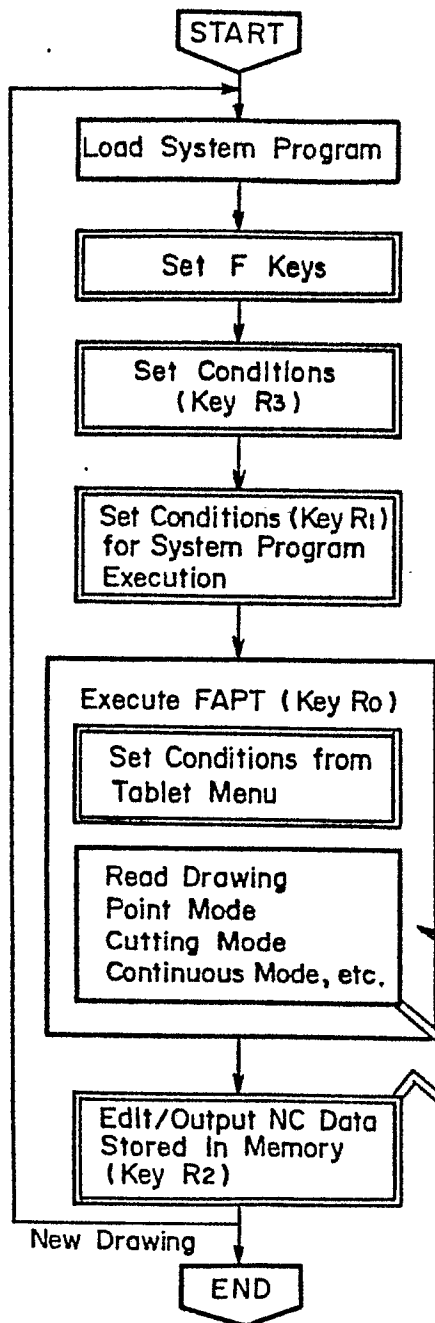 START
Load System Program
Set F Keys
Set Conditions
(Key R3)
Set Conditions (Key R1)
for System Program
Execution
Execute FAPT (Key R0)
Set Conditions from
Tablet Menu
Read Drawing
Point Mode
Cutting Mode
Continuous Mode, etc.
Edit/Output NC Data
Stored in Memory
(Key R2)
New Drawing
END